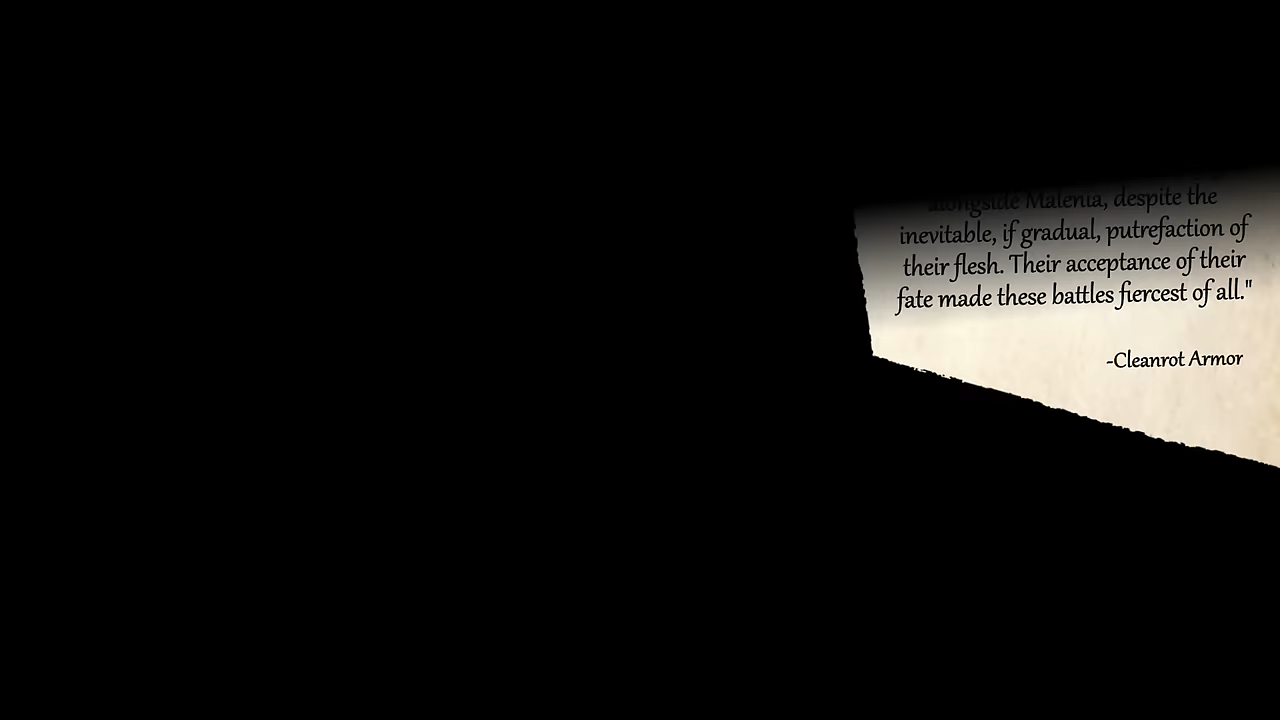 alongside Malenia, despite the
inevitable, if gradual, putrefaction of
their flesh. Their acceptance of their
fate made these battles fiercest of all."
-Cleanrot Armor